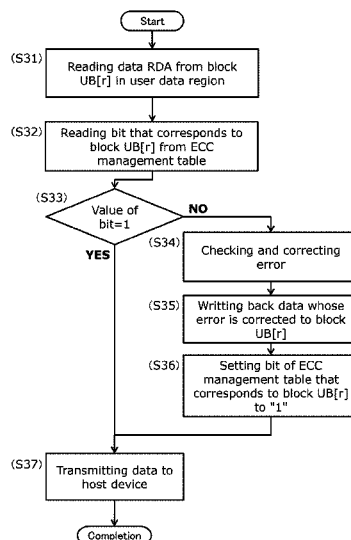 Start
(S31)
Reading data RDA from block
UB[r] in user data region
(S32)
Reading bit that corresponds to
block UB[r] from ECC
management table
(S33)
Value of
bit=1
NO
YES
(S34)
Checking and correcting
error
(S35)
Writting back data whose
error is corrected to block
UB[r]
(S36)
Setting bit of ECC
management table that
corresponds to block UB[r]
to "1"
(S37)
Transmitting data to
host device
Completion